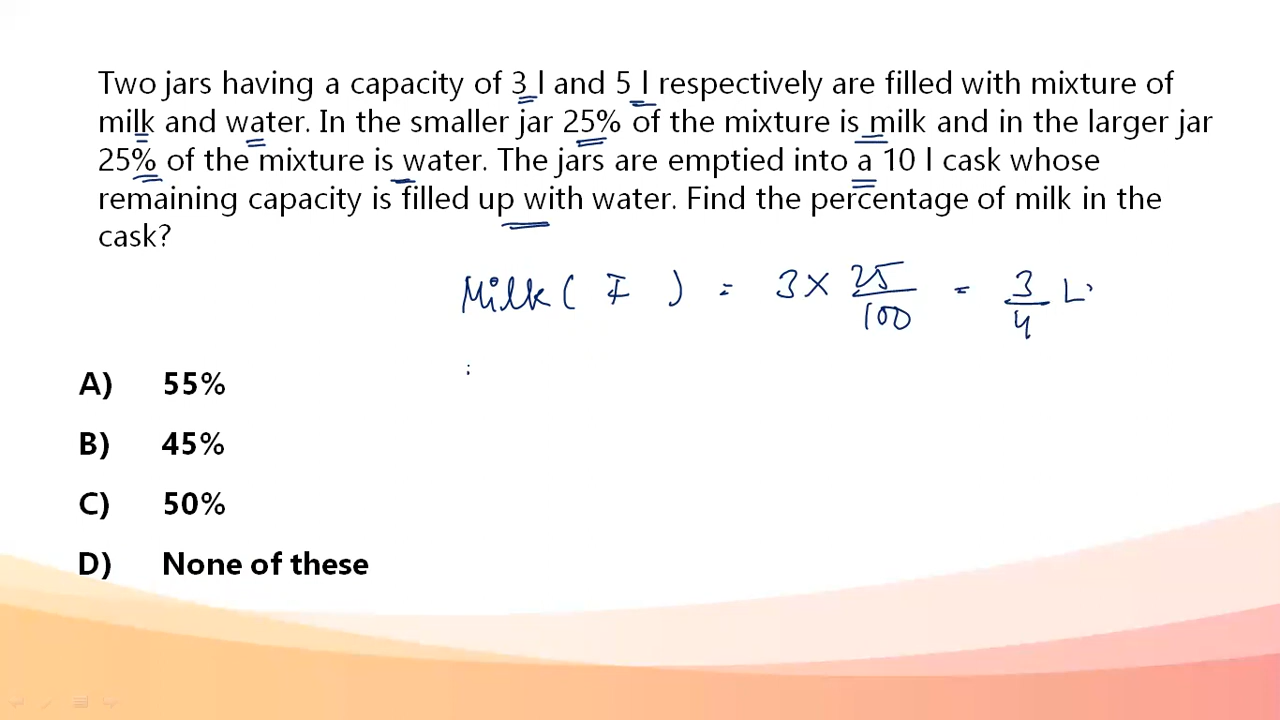 Two jars having a capacity of 3 l and 5 l respectively are filled with mixture of
milk and water. In the smaller jar 25% of the mixture is milk and in the larger jar
25% of the mixture is water. The jars are emptied into a 10 l cask whose
remaining capacity is filled up with water. Find the percentage of milk in the
cask?
Milk ( I ) = 3 × 25/100 = 3/4 L
A) 55%
B) 45%
C) 50%
D) None of these